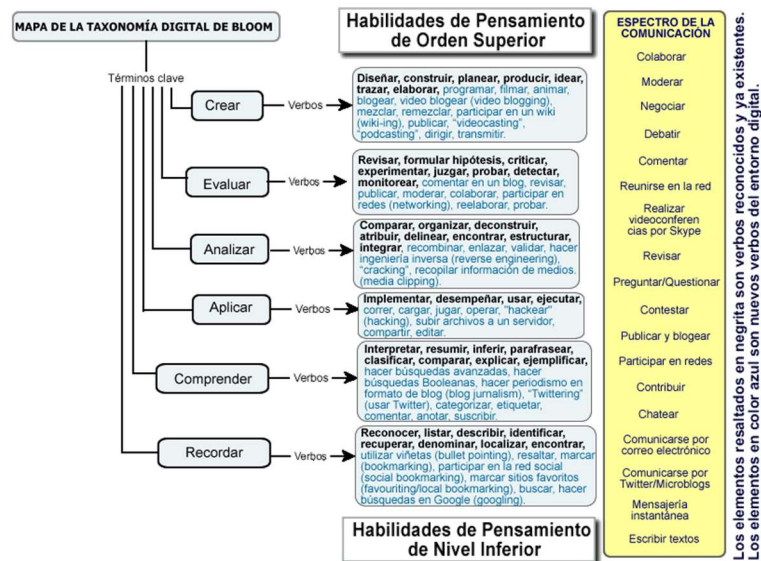 MAPA DE LA TAXONOMÍA DIGITAL DE BLOOM
Términos clave
Habilidades de Pensamiento
de Orden Superior
Crear
Verbos
Diseñar, construir, planear, producir, idear,
trazar, elaborar, programar, filmar, animar,
blogear, video blogear (video blogging),
mezclar, remezclar, participar en un wiki
(wiki-ing), publicar, "videocasting",
"podcasting", dirigir, transmitir.
Evaluar
Verbos
Revisar, formular hipótesis, criticar,
experimentar, juzgar, probar, detectar,
monitorear, comentar en un blog, revisar,
publicar, moderar, colaborar, participar en
redes (networking), reelaborar, probar.
Analizar
Verbos
Comparar, organizar, deconstruir,
atribuir, delinear, encontrar, estructurar,
integrar, recombinar, enlazar, validar, hacer
ingeniería inversa (reverse engineering),
"cracking", recopilar información de medios.
(media clipping).
Aplicar
Verbos
Implementar, desempeñar, usar, ejecutar,
correr, cargar, jugar, operar, "hackear"
(hacking), subir archivos a un servidor,
compartir, editar.
Comprender
Verbos
Interpretar, resumir, inferir, parafrasear,
clasificar, comparar, explicar, ejemplificar,
hacer búsquedas avanzadas, hacer
búsquedas Booleanas, hacer periodismo en
formato de blog (blog jurnalism), "Twittering"
(usar Twitter), categorizar, etiquetar,
comentar, anotar, suscribir.
Recordar
Verbos
Reconocer, listar, describir, identificar,
recuperar, denominar, localizar, encontrar,
utilizar viñetas (bullet pointing), resaltar, marcar
(bookmarking), participar en la red social
(social bookmarking), marcar sitios favoritos
(favouriting/local bookmarking), buscar, hacer
búsquedas en Google (googling).
Habilidades de Pensamiento
de Nivel Inferior
ESPECTRO DE LA
COMUNICACIÓN
Colaborar
Moderar
Negociar
Debatir
Comentar
Reunirse en la red
Realizar
videoconferen
cias por Skype
Revisar
Preguntar/Questionar
Contestar
Publicar y blogear
Participar en redes
Contribuir
Chatear
Comunicarse por
correo electrónico
Comunicarse por
Twitter/Microblogs
Mensajería
instantánea
Escribir textos
Los elementos resaltados en negrita son verbos reconocidos y ya existentes.
Los elementos en color azul son nuevos verbos del entorno digital.